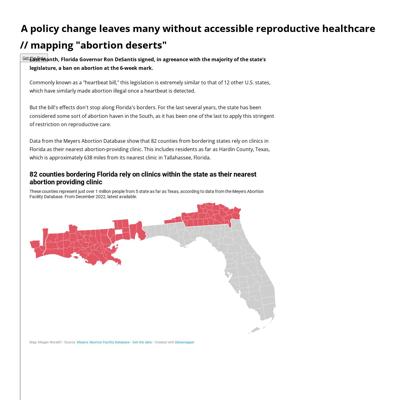 A policy change leaves many without accessible reproductive healthcare
// mapping "abortion deserts"
month, Florida Governor Ron DeSantis signed, in agreeance with the majority of the state's
legislature, a ban on abortion at the 6-week mark.
Commonly known as a "heartbeat bill," this legislation is extremely similar to that of 12 other U.S. states,
which have similarly made abortion illegal once a heartbeat is detected.
But the bill's effects don't stop along Florida's borders. For the last several years, the state has been
considered some sort of abortion haven in the South, as it has been one of the last to apply this stringent
of restriction on reproductive care.
Data from the Meyers Abortion Database show that 82 counties from bordering states rely on clinics in
Florida as their nearest abortion-providing clinic. This includes residents as far as Hardin County, Texas,
which is approximately 638 miles from its nearest clinic in Tallahassee, Florida.
82 counties bordering Florida rely on clinics within the state as their nearest
abortion providing clinic
These counties represent just over 1 million people from 5 state as far as Texas, according to data from the Meyers Abortion
Facility Database. From December 2022, latest available.
Source: Meyers Abortion Facility Database · Get the data · Created with Datawrapper